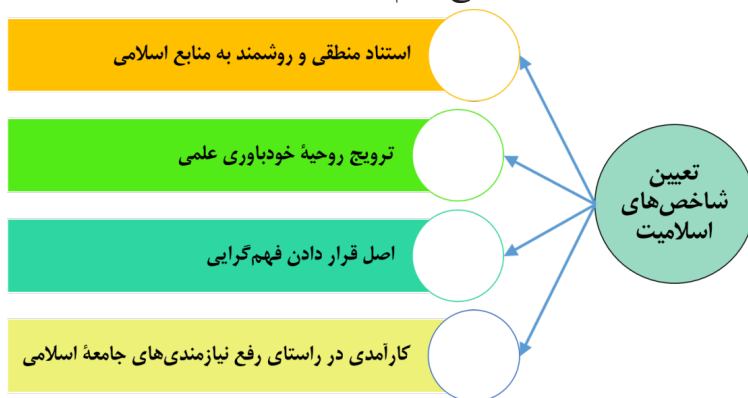 استناد منطقی و روشمند به منابع اسلامی
ترویج روحیهٔ خودباوری علمی
تعیین
شاخص‌های
اسلامیت
اصل قرار دادن فهم‌گرایی
کارآمدی در راستای رفع نیازمندی‌های جامعهٔ اسلامی